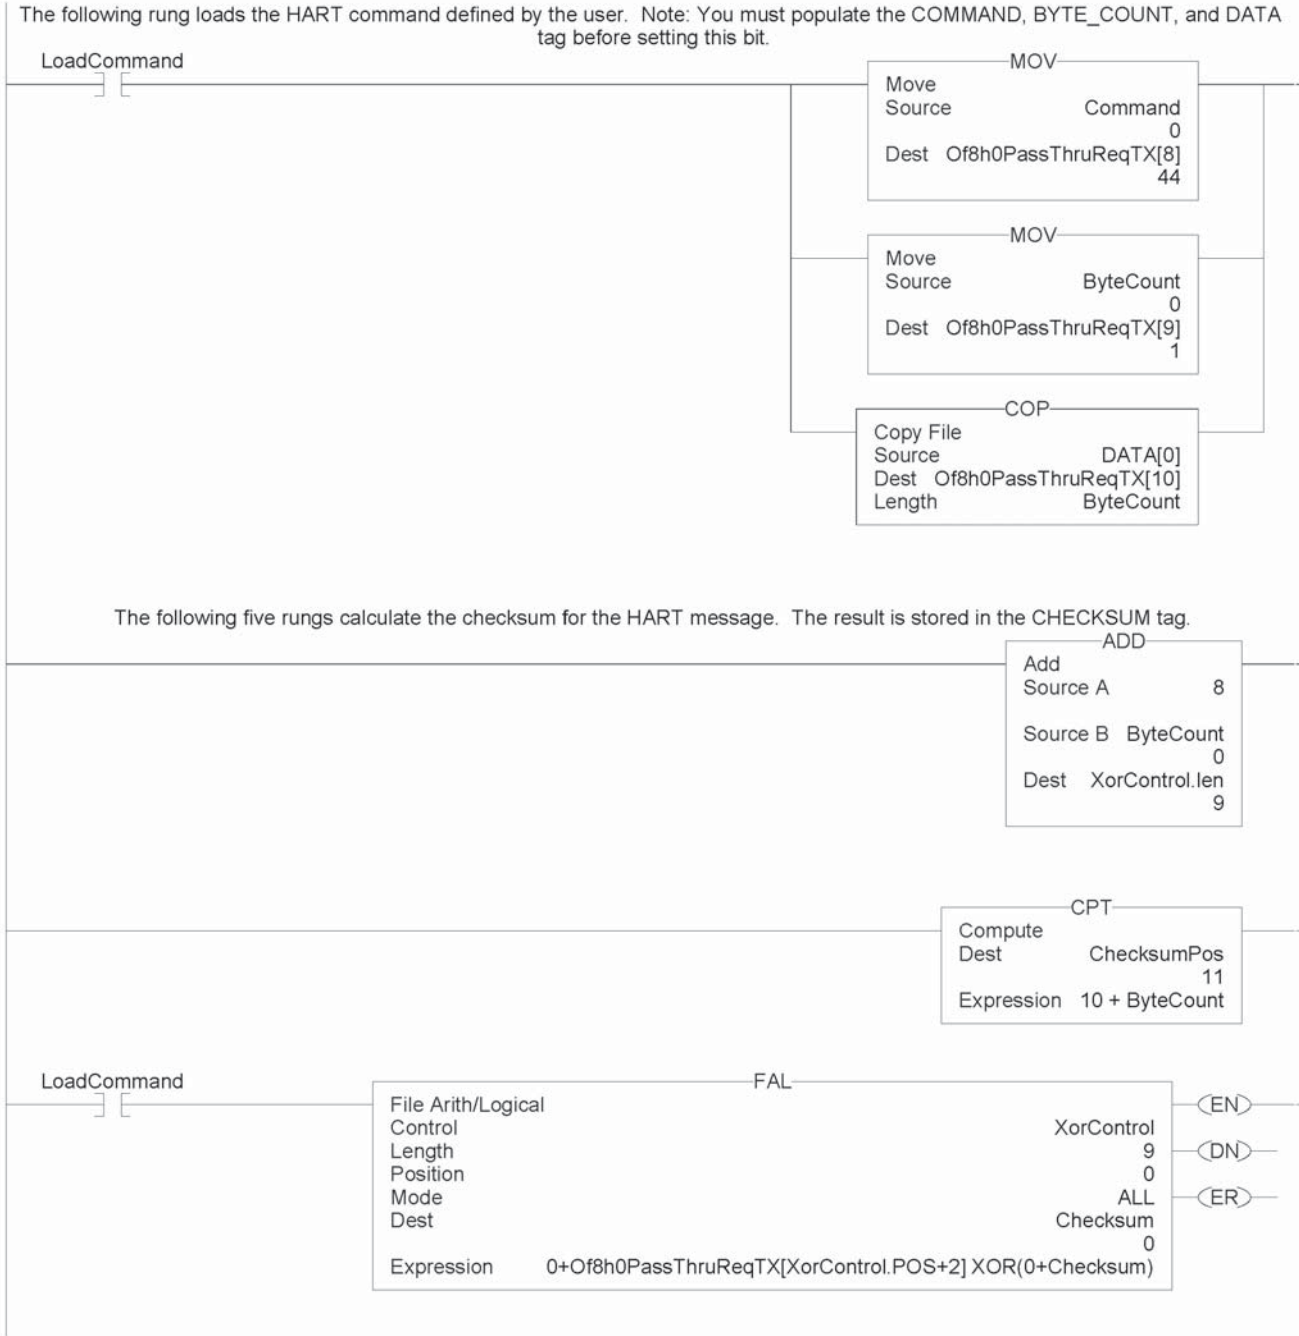 The following rung loads the HART command defined by the user.  Note: You must populate the COMMAND, BYTE_COUNT, and DATA
tag before setting this bit.
LoadCommand
MOV
Move
Source Command
0
Dest Of8h0PassThruReqTX[8]
44
MOV
Move
Source ByteCount
0
Dest Of8h0PassThruReqTX[9]
1
COP
Copy File
Source DATA[0]
Dest Of8h0PassThruReqTX[10]
Length ByteCount
The following five rungs calculate the checksum for the HART message.  The result is stored in the CHECKSUM tag.
ADD
Add
Source A 8
Source B ByteCount
0
Dest XorControl.len
9
CPT
Compute
Dest ChecksumPos
11
Expression 10 + ByteCount
LoadCommand
FAL
File Arith/Logical
Control XorControl
Length 9
Position 0
Mode ALL
Dest Checksum
0
Expression 0+Of8h0PassThruReqTX[XorControl.POS+2] XOR(0+Checksum)
EN
DN
ER